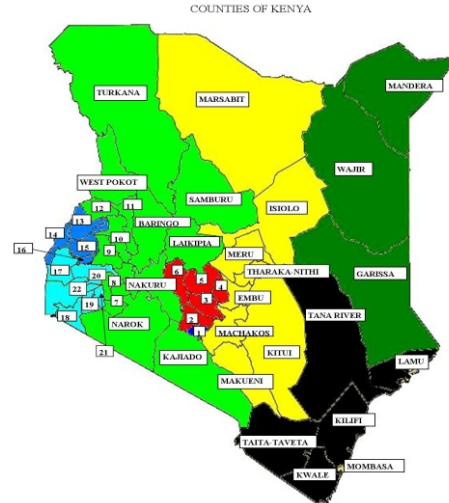 COUNTIES OF KENYA
MANDERA
TURKANA
MARSABIT
WAJIR
WEST POKOT
SAMBURU
12
11
ISIOLO
13
BARINGO
14
10
LAIKIPIA
16
15
9
MERU
17
20
6
5
THARAKA-NITHI
GARISSA
8
NAKURU
4
22
3
EMBU
19
7
TANA RIVER
18
2
NAROK
1
MACHAKOS
21
KAJIADO
KITUI
LAMU
MAKUENI
KILIFI
TAITA-TAVETA
MOMBASA
KWALE